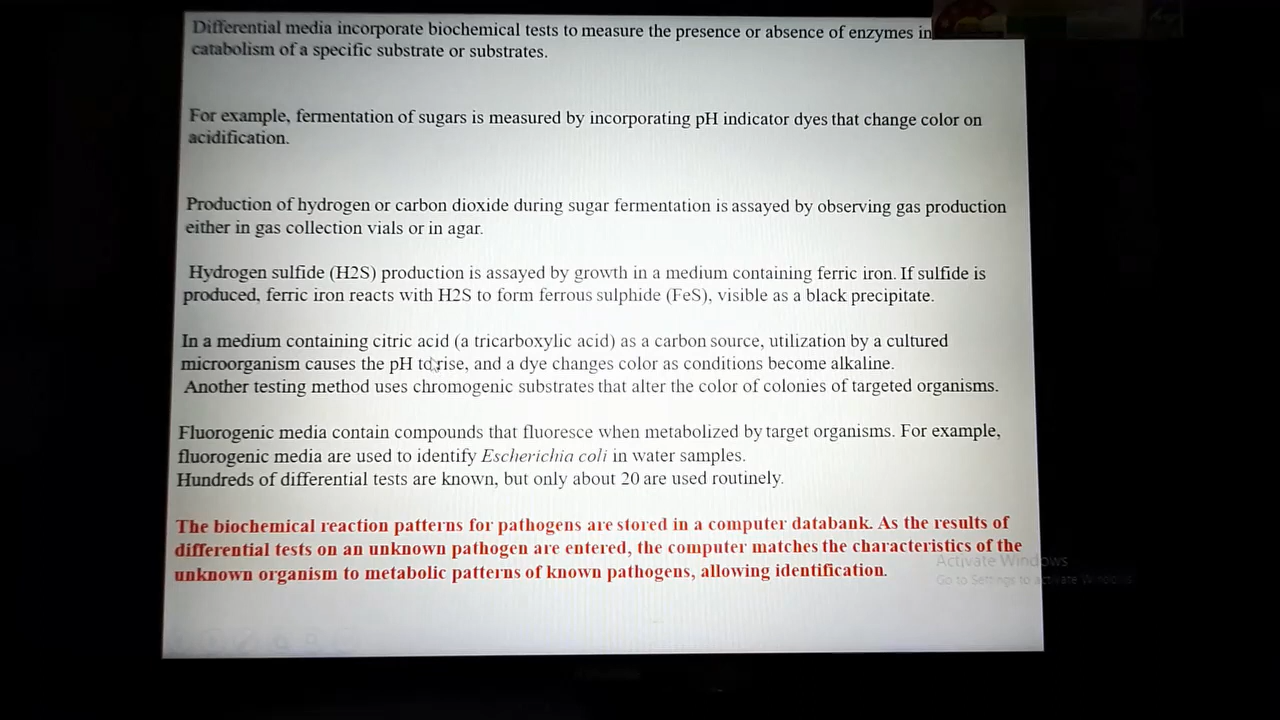 Differential media incorporate biochemical tests to measure the presence or absence of enzymes in
catabolism of a specific substrate or substrates.
For example, fermentation of sugars is measured by incorporating pH indicator dyes that change color on
acidification.
Production of hydrogen or carbon dioxide during sugar fermentation is assayed by observing gas production
either in gas collection vials or in agar.
Hydrogen sulfide (H2S) production is assayed by growth in a medium containing ferric iron. If sulfide is
produced, ferric iron reacts with H2S to form ferrous sulphide (FeS), visible as a black precipitate.
In a medium containing citric acid (a tricarboxylic acid) as a carbon source, utilization by a cultured
microorganism causes the pH to rise, and a dye changes color as conditions become alkaline.
Another testing method uses chromogenic substrates that alter the color of colonies of targeted organisms.
Fluorogenic media contain compounds that fluoresce when metabolized by target organisms. For example,
fluorogenic media are used to identify Escherichia coli in water samples.
Hundreds of differential tests are known, but only about 20 are used routinely.
The biochemical reaction patterns for pathogens are stored in a computer databank. As the results of
differential tests on an unknown pathogen are entered, the computer matches the characteristics of the
unknown organism to metabolic patterns of known pathogens, allowing identification.
Activate Windows
Go to Settings to activate Windows